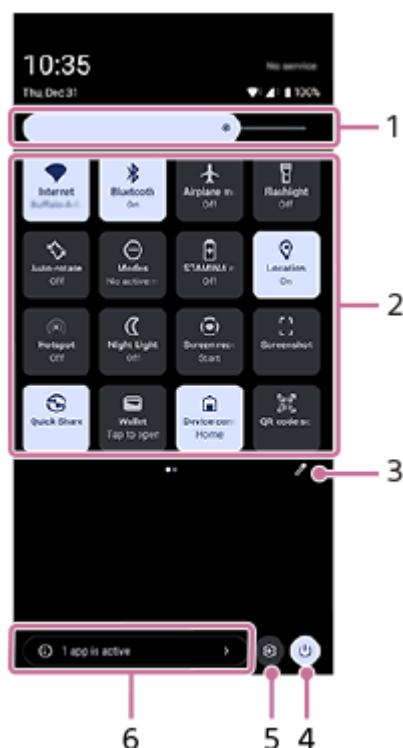 10:35
No service
Thu, Dec 31
100%
1
Internet Bluetooth Airplane m Flashlight
On Off Off
Auto-rotate Modes STAMINA Location
Off No active Off On
2
Hotspot Night Light Screen rec Screenshot
Off Off Start
Quick Share Wallet Device con QR code sc
Tap to open Home
3
1 app is active
6 5 4